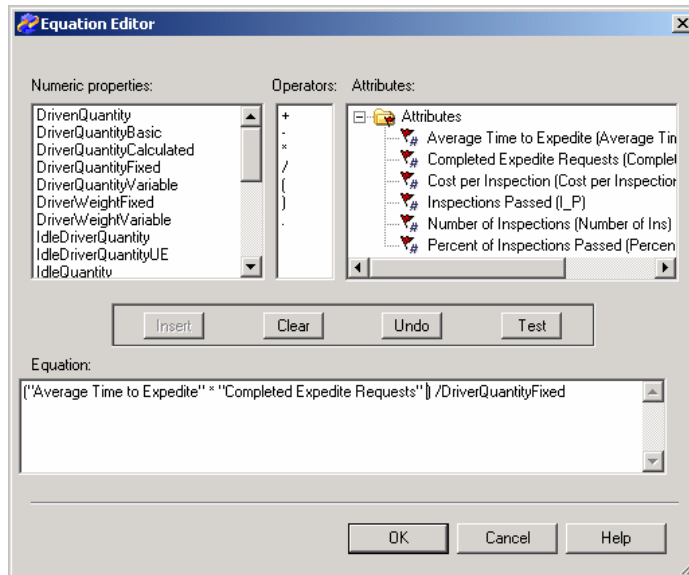 Equation Editor
Numeric properties:
Operators:
Attributes:
DrivenQuantity
DriverQuantityBasic
DriverQuantityCalculated
DriverQuantityFixed
DriverQuantityVariable
DriverWeightFixed
DriverWeightVariable
IdleDriverQuantity
IdleDriverQuantityUE
IdleQuantity
+
-
*
/
(
)
.
Attributes
Average Time to Expedite (Average Tin
Completed Expedite Requests (Complet
Cost per Inspection (Cost per Inspection
Inspections Passed (I_P)
Number of Inspections (Number of Ins)
Percent of Inspections Passed (Percen
Insert
Clear
Undo
Test
Equation:
("Average Time to Expedite" * "Completed Expedite Requests" ) /DriverQuantityFixed
OK
Cancel
Help